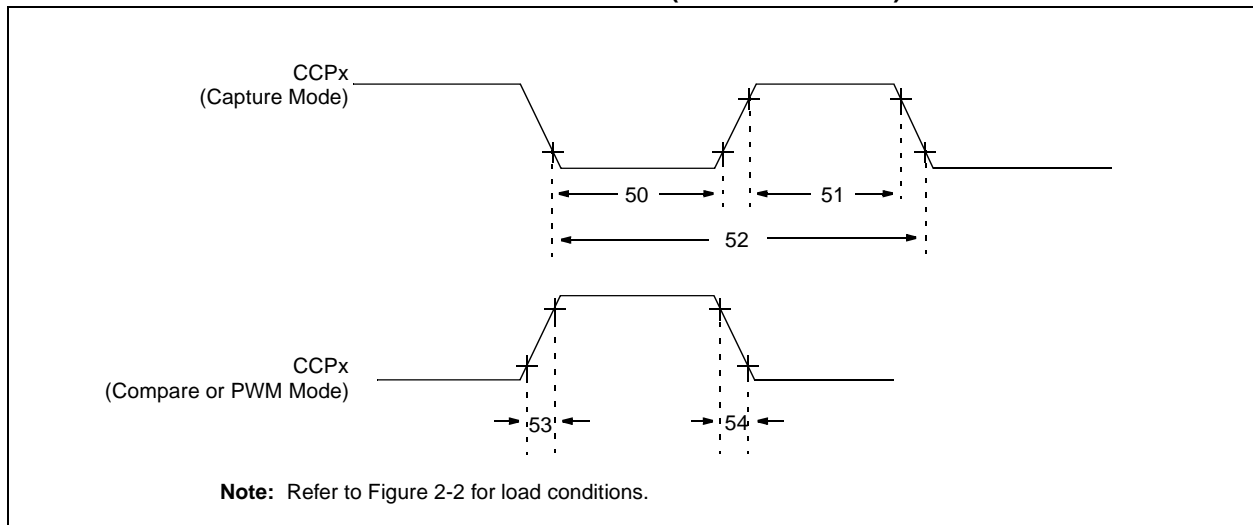 CCPx
(Capture Mode)
50
51
52
CCPx
(Compare or PWM Mode)
53
54
Note: Refer to Figure 2-2 for load conditions.